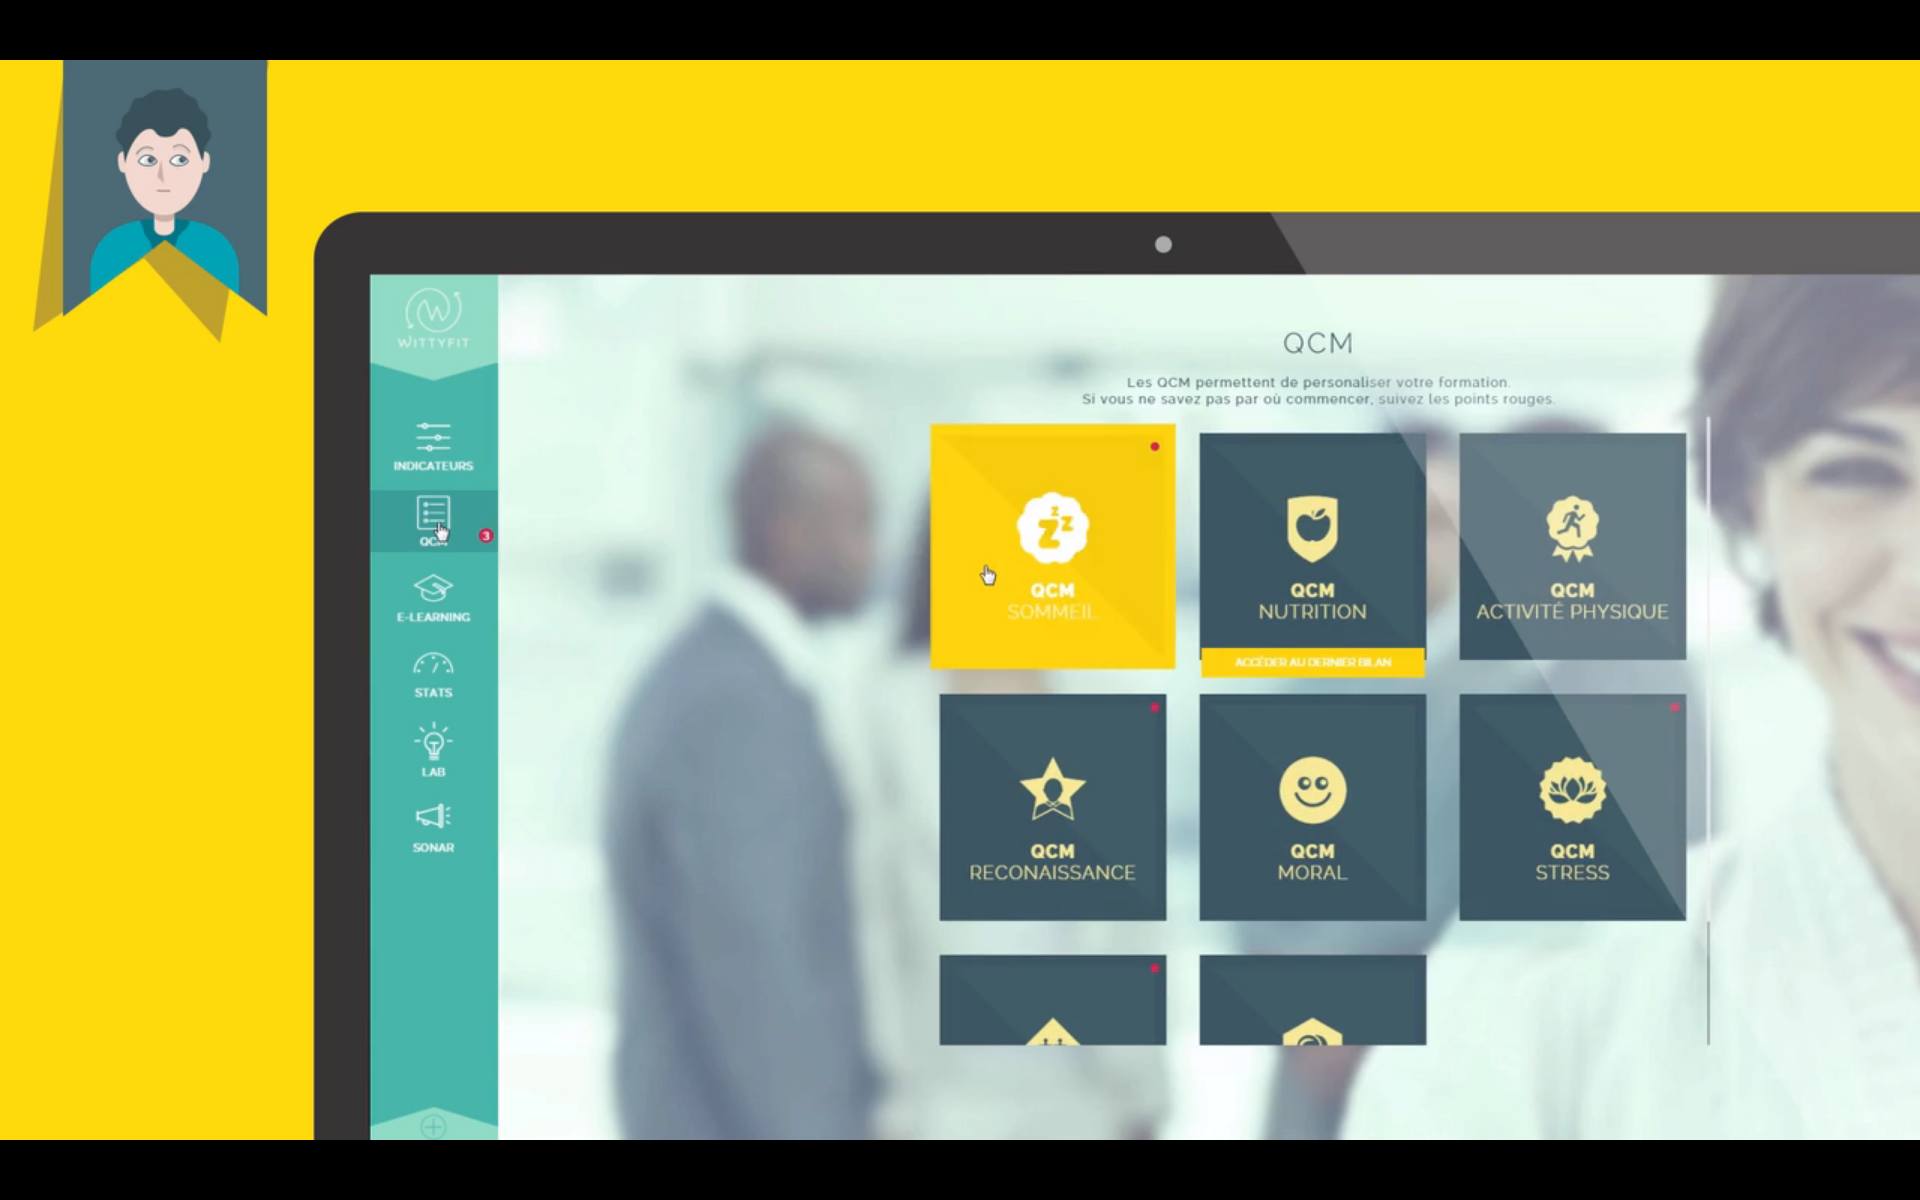 WITTYFIT
INDICATEURS
QCM
3
E-LEARNING
STATS
LAB
SONAR
QCM
Les QCM permettent de personaliser votre formation.
Si vous ne savez pas par où commencer, suivez les points rouges.
QCM
SOMMEIL
QCM
NUTRITION
ACCÉDER AU DERNIER BILAN
QCM
ACTIVITÉ PHYSIQUE
QCM
RECONAISSANCE
QCM
MORAL
QCM
STRESS